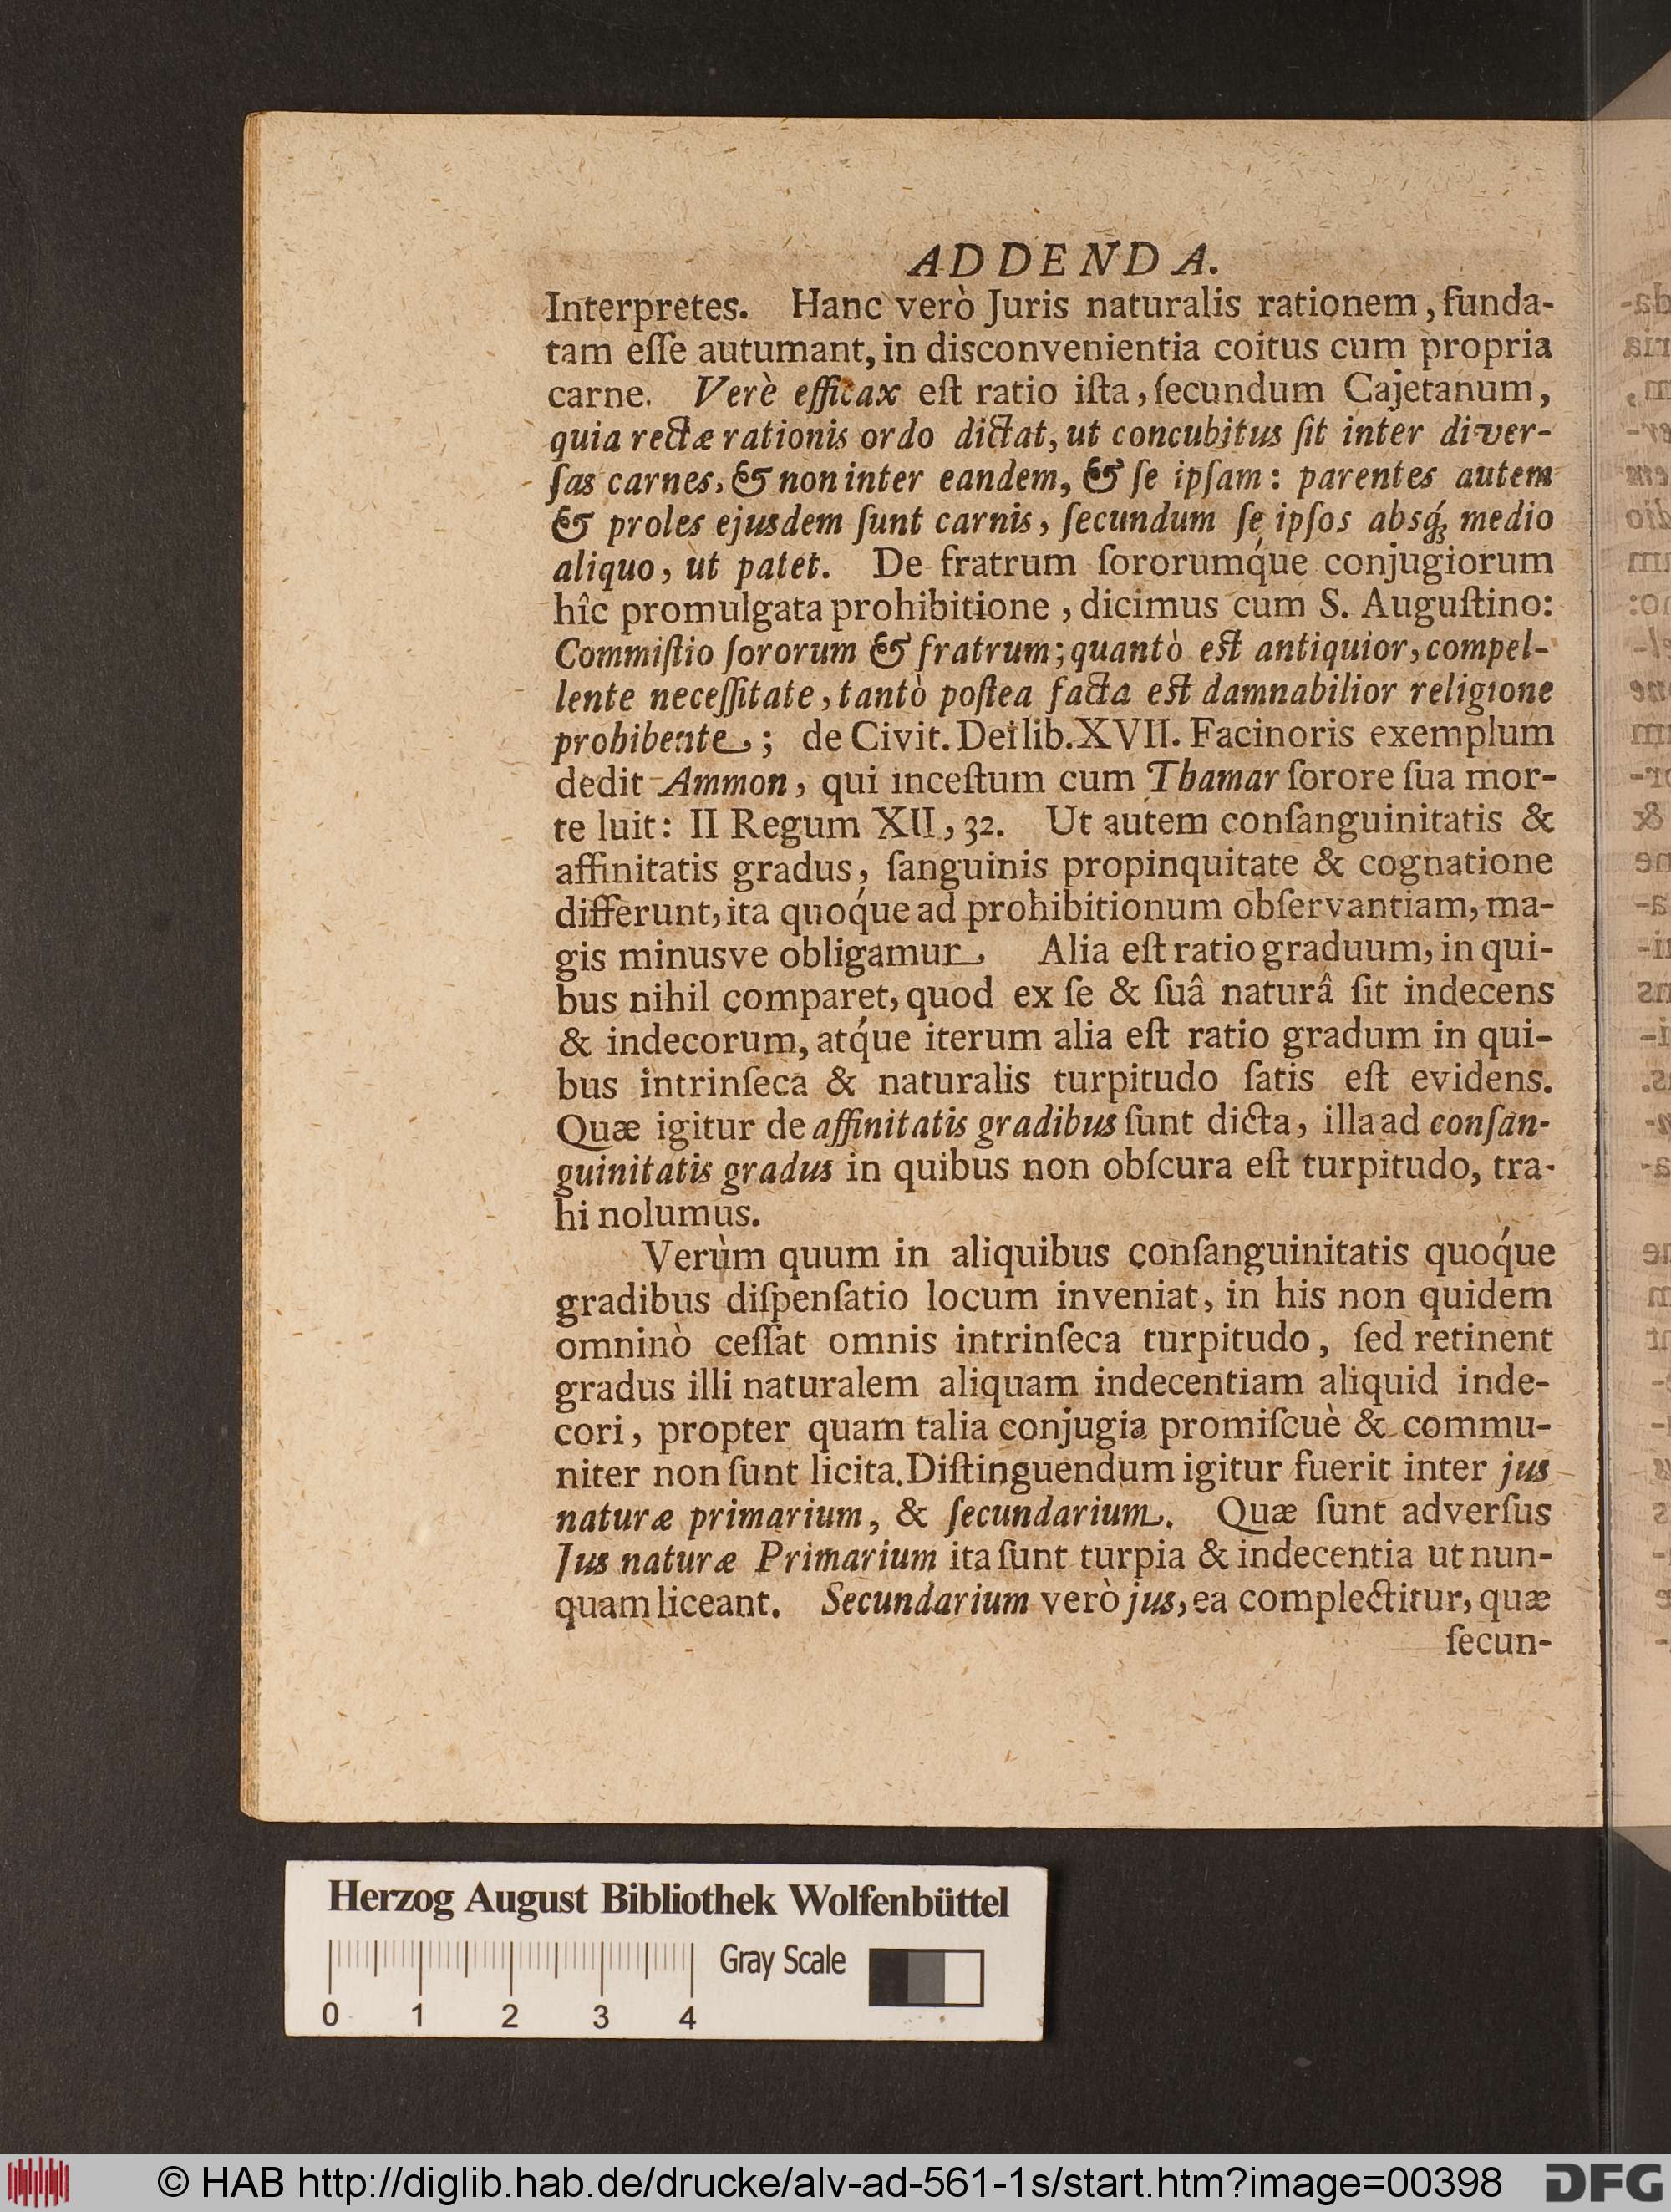 ADDENDA.
Interpretes. Hanc verò Juris naturalis rationem, funda-
tam eſſe autumant, in disconvenientia coitus cum propria
carne. Verè efficax eſt ratio iſta, ſecundum Cajetanum,
quia rectæ rationis ordo dictat, ut concubitus ſit inter diver-
ſas carnes, & non inter eandem, & ſe ipſam: parentes autem
& proles ejusdem ſunt carnis, ſecundum ſe ipſos absq́; medio
aliquo, ut patet. De fratrum ſororumq́ue conjugiorum
hîc promulgata prohibitione, dicimus cum S. Auguſtino:
Commiſtio ſororum & fratrum; quantò eſt antiquior, compel-
lente neceſſitate, tantò poſtea facta eſt damnabilior religione
prohibente; de Civit. Dei lib. XVII. Facinoris exemplum
dedit Ammon, qui inceſtum cum Thamar ſorore ſua mor-
te luit: II Regum XII, 32. Ut autem conſanguinitatis &
affinitatis gradus, ſanguinis propinquitate & cognatione
differunt, ita quoq́ue ad prohibitionum obſervantiam, ma-
gis minusve obligamur. Alia eſt ratio graduum, in qui-
bus nihil comparet, quod ex ſe & ſuâ naturâ ſit indecens
& indecorum, atq́ue iterum alia eſt ratio gradum in qui-
bus intrinſeca & naturalis turpitudo ſatis eſt evidens.
Quæ igitur de affinitatis gradibus ſunt dicta, illa ad conſan-
guinitatis gradus in quibus non obſcura eſt turpitudo, tra-
hi nolumus.
Verùm quum in aliquibus conſanguinitatis quoq́ue
gradibus diſpenſatio locum inveniat, in his non quidem
omninò ceſſat omnis intrinſeca turpitudo, ſed retinent
gradus illi naturalem aliquam indecentiam aliquid inde-
cori, propter quam talia conjugia promiſcuè & commu-
niter non ſunt licita. Diſtinguendum igitur fuerit inter jus
naturæ primarium, & ſecundarium. Quæ ſunt adverſus
Jus naturæ Primarium ita ſunt turpia & indecentia ut nun-
quam liceant. Secundarium verò jus, ea complectitur, quæ
ſecun-
Herzog August Bibliothek Wolfenbüttel
Gray Scale
0 1 2 3 4
© HAB http://diglib.hab.de/drucke/alv-ad-561-1s/start.htm?image=00398
DFG